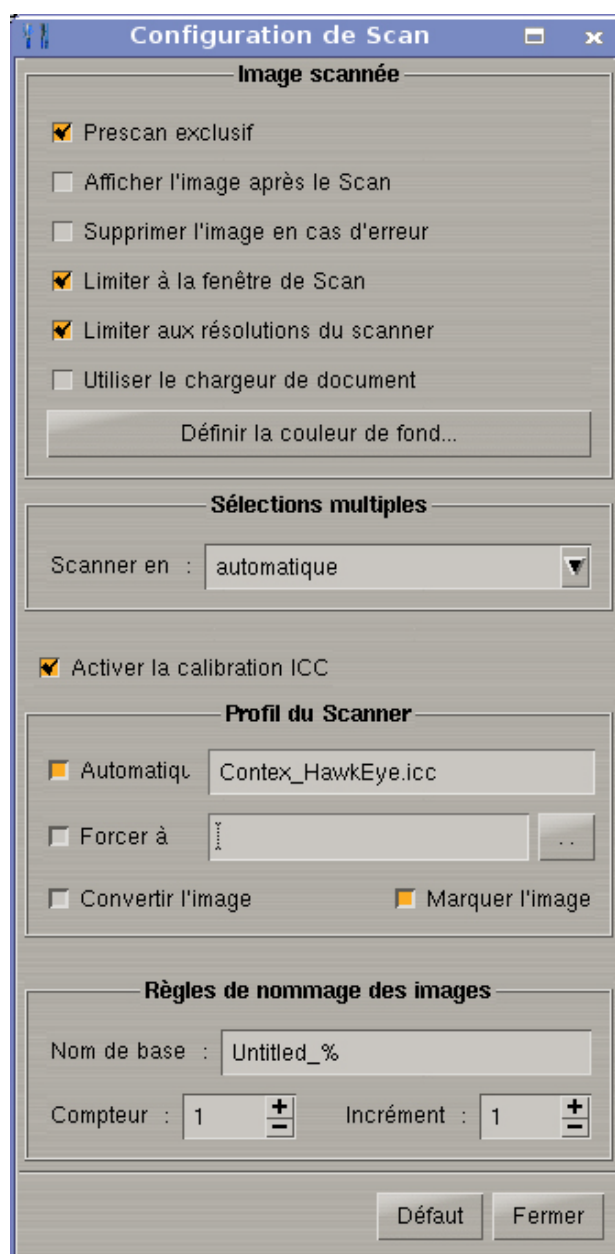 Configuration de Scan
Image scannée
Prescan exclusif
Afficher l'image après le Scan
Supprimer l'image en cas d'erreur
Limiter à la fenêtre de Scan
Limiter aux résolutions du scanner
Utiliser le chargeur de document
Définir la couleur de fond...
Sélections multiples
Scanner en : automatique
Activer la calibration ICC
Profil du Scanner
Automatiqu Contex_HawkEye.icc
Forcer à ..
Convertir l'image Marquer l'image
Règles de nommage des images
Nom de base : Untitled_%
Compteur : 1 + - Incrément : 1 + -
Défaut Fermer